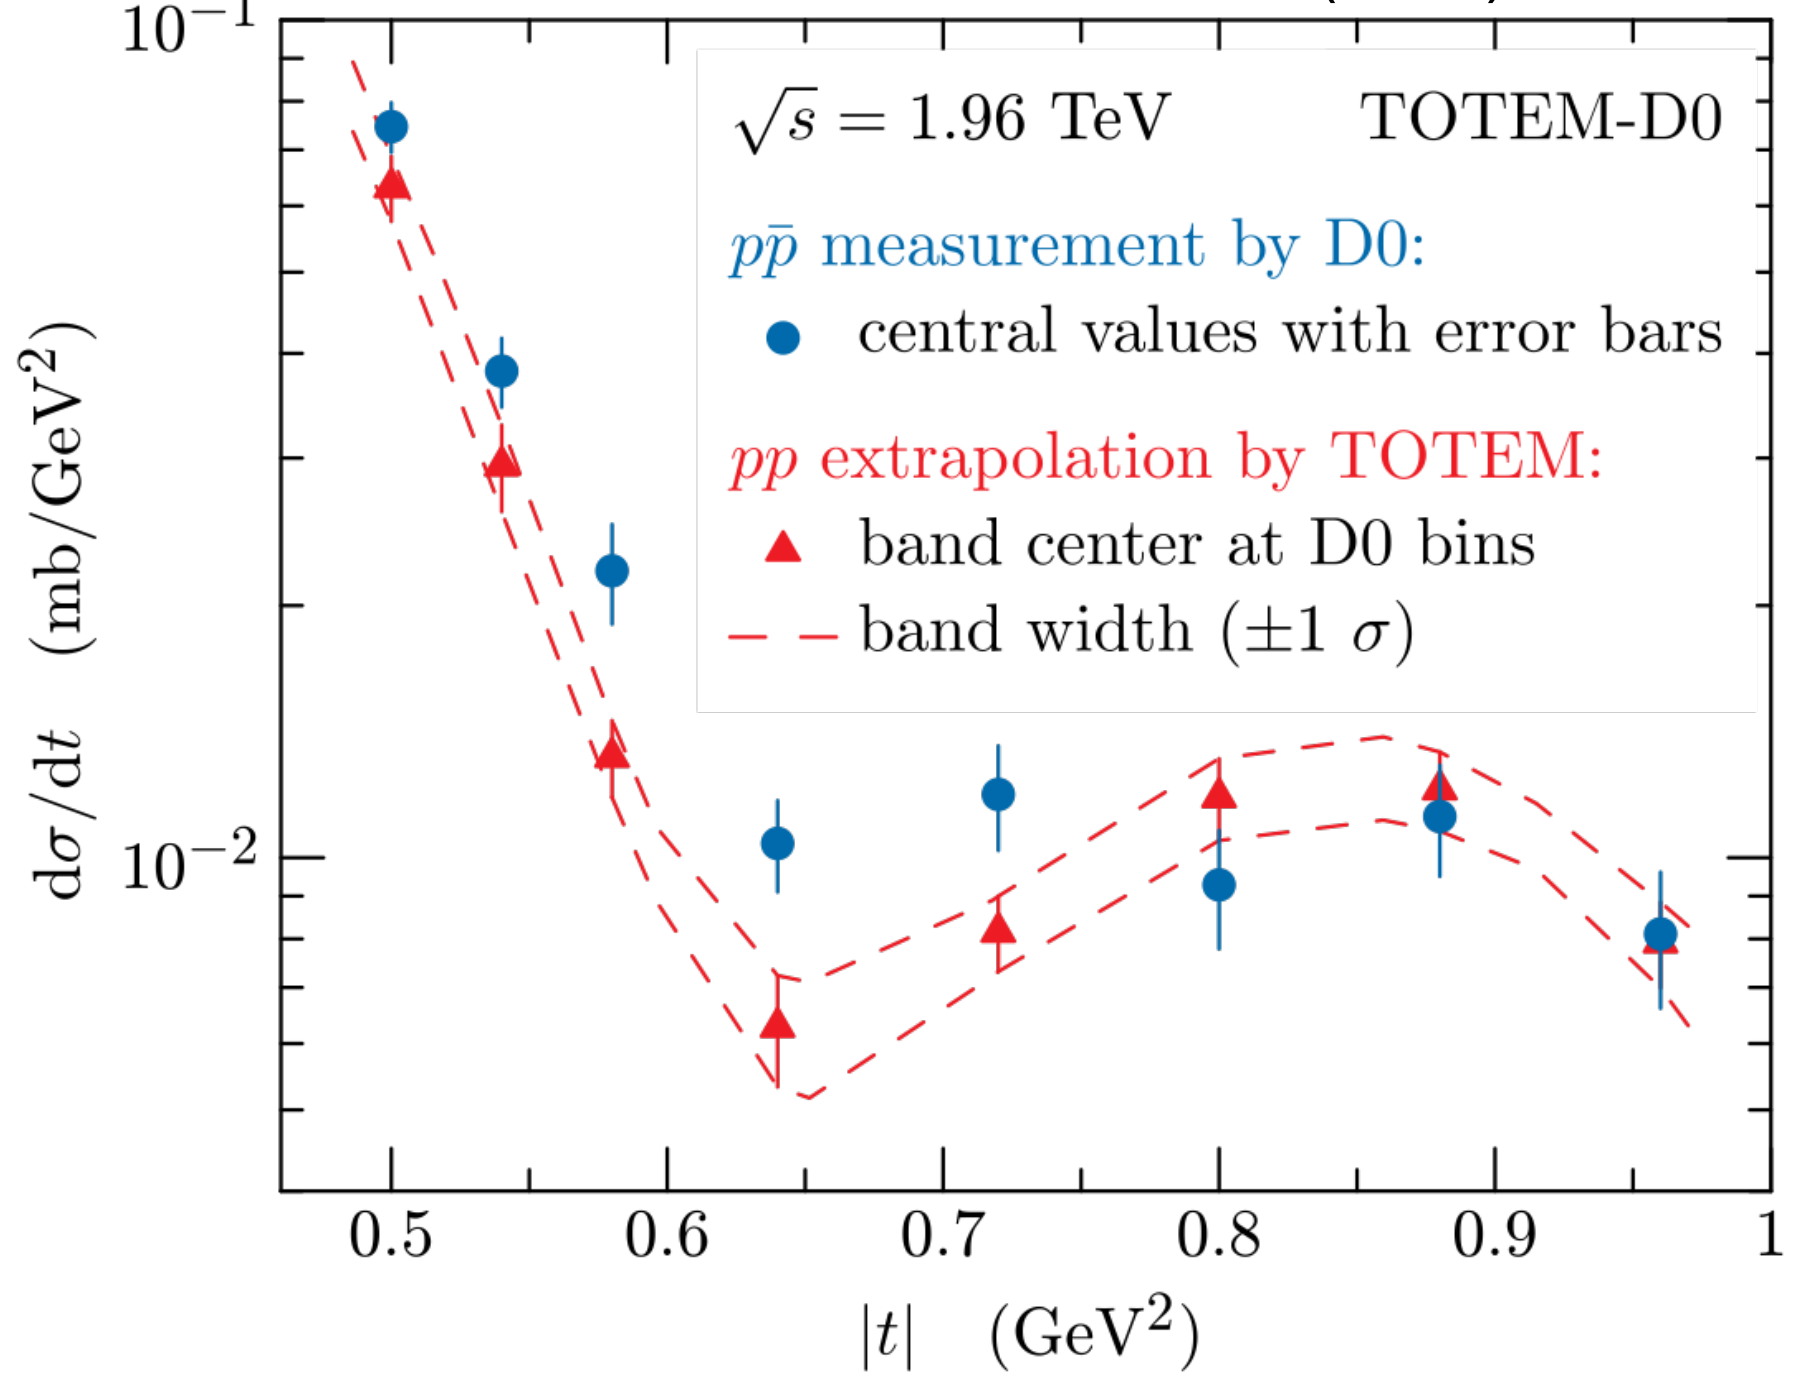 10⁻¹
√s = 1.96 TeV TOTEM-D0
pp̄ measurement by D0:
central values with error bars
pp extrapolation by TOTEM:
band center at D0 bins
band width (±1 σ)
dσ/dt (mb/GeV²)
10⁻²
0.5 0.6 0.7 0.8 0.9 1
|t| (GeV²)